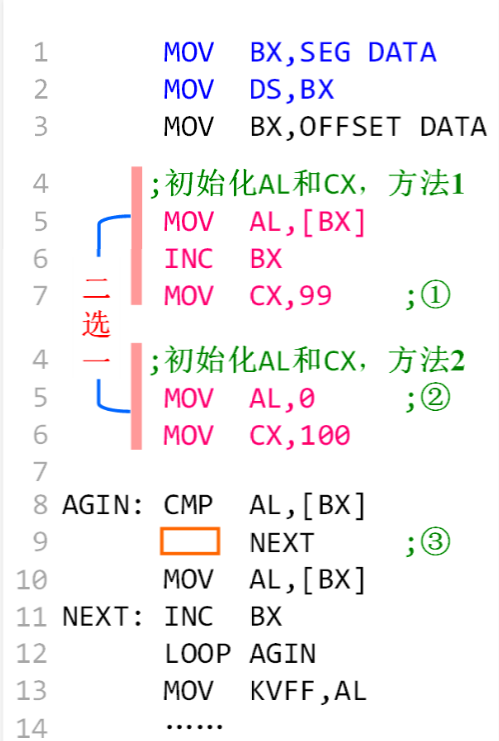 1 MOV BX,SEG DATA
2 MOV DS,BX
3 MOV BX,OFFSET DATA
4 ;初始化AL和CX，方法1
5 MOV AL,[BX]
6 INC BX
7 MOV CX,99 ;①
二选一
4 ;初始化AL和CX，方法2
5 MOV AL,0 ;②
6 MOV CX,100
7
8 AGIN: CMP AL,[BX]
9 NEXT ;③
10 MOV AL,[BX]
11 NEXT: INC BX
12 LOOP AGIN
13 MOV KVFF,AL
14 ……